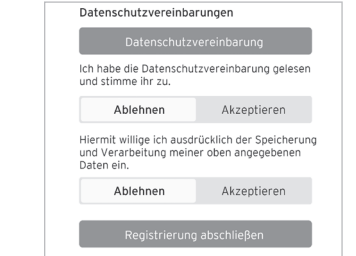 Datenschutzvereinbarungen
Datenschutzvereinbarung
Ich habe die Datenschutzvereinbarung gelesen
und stimme ihr zu.
Ablehnen Akzeptieren
Hiermit willige ich ausdrücklich der Speicherung
und Verarbeitung meiner oben angegebenen
Daten ein.
Ablehnen Akzeptieren
Registrierung abschließen